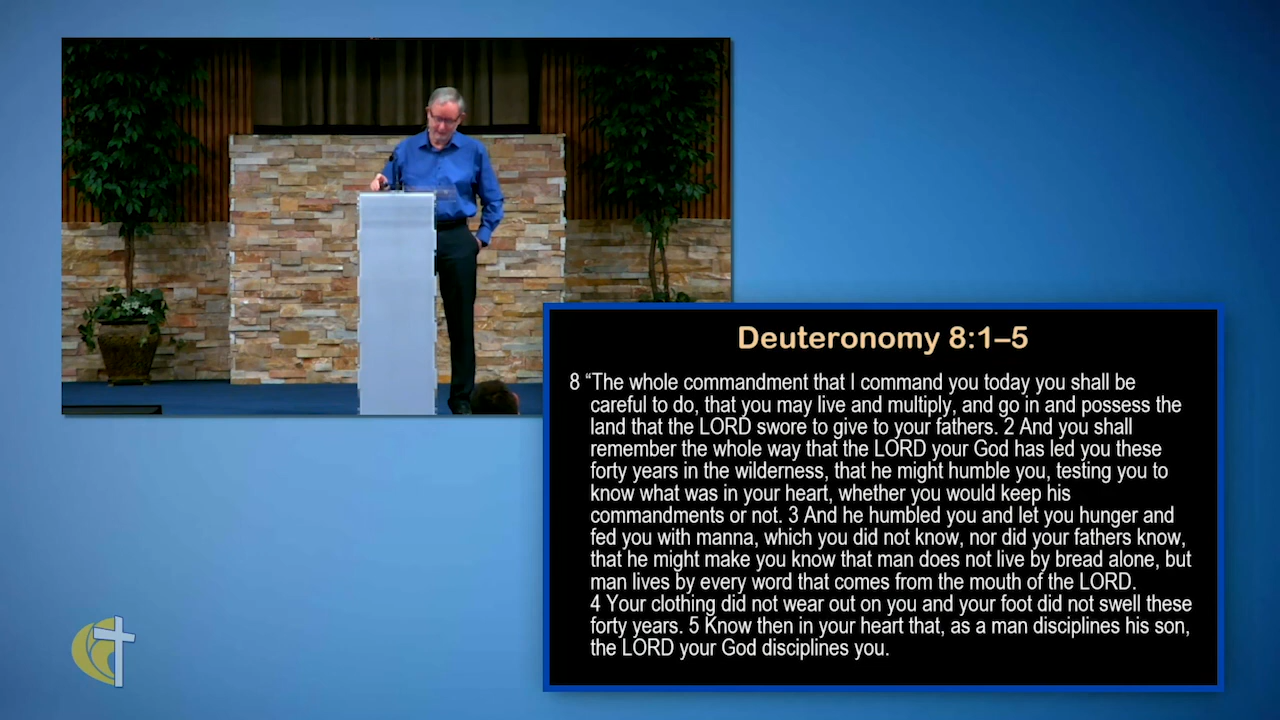 Deuteronomy 8:1–5
8 “The whole commandment that I command you today you shall be
careful to do, that you may live and multiply, and go in and possess the
land that the LORD swore to give to your fathers. 2 And you shall
remember the whole way that the LORD your God has led you these
forty years in the wilderness, that he might humble you, testing you to
know what was in your heart, whether you would keep his
commandments or not. 3 And he humbled you and let you hunger and
fed you with manna, which you did not know, nor did your fathers know,
that he might make you know that man does not live by bread alone, but
man lives by every word that comes from the mouth of the LORD.
4 Your clothing did not wear out on you and your foot did not swell these
forty years. 5 Know then in your heart that, as a man disciplines his son,
the LORD your God disciplines you.